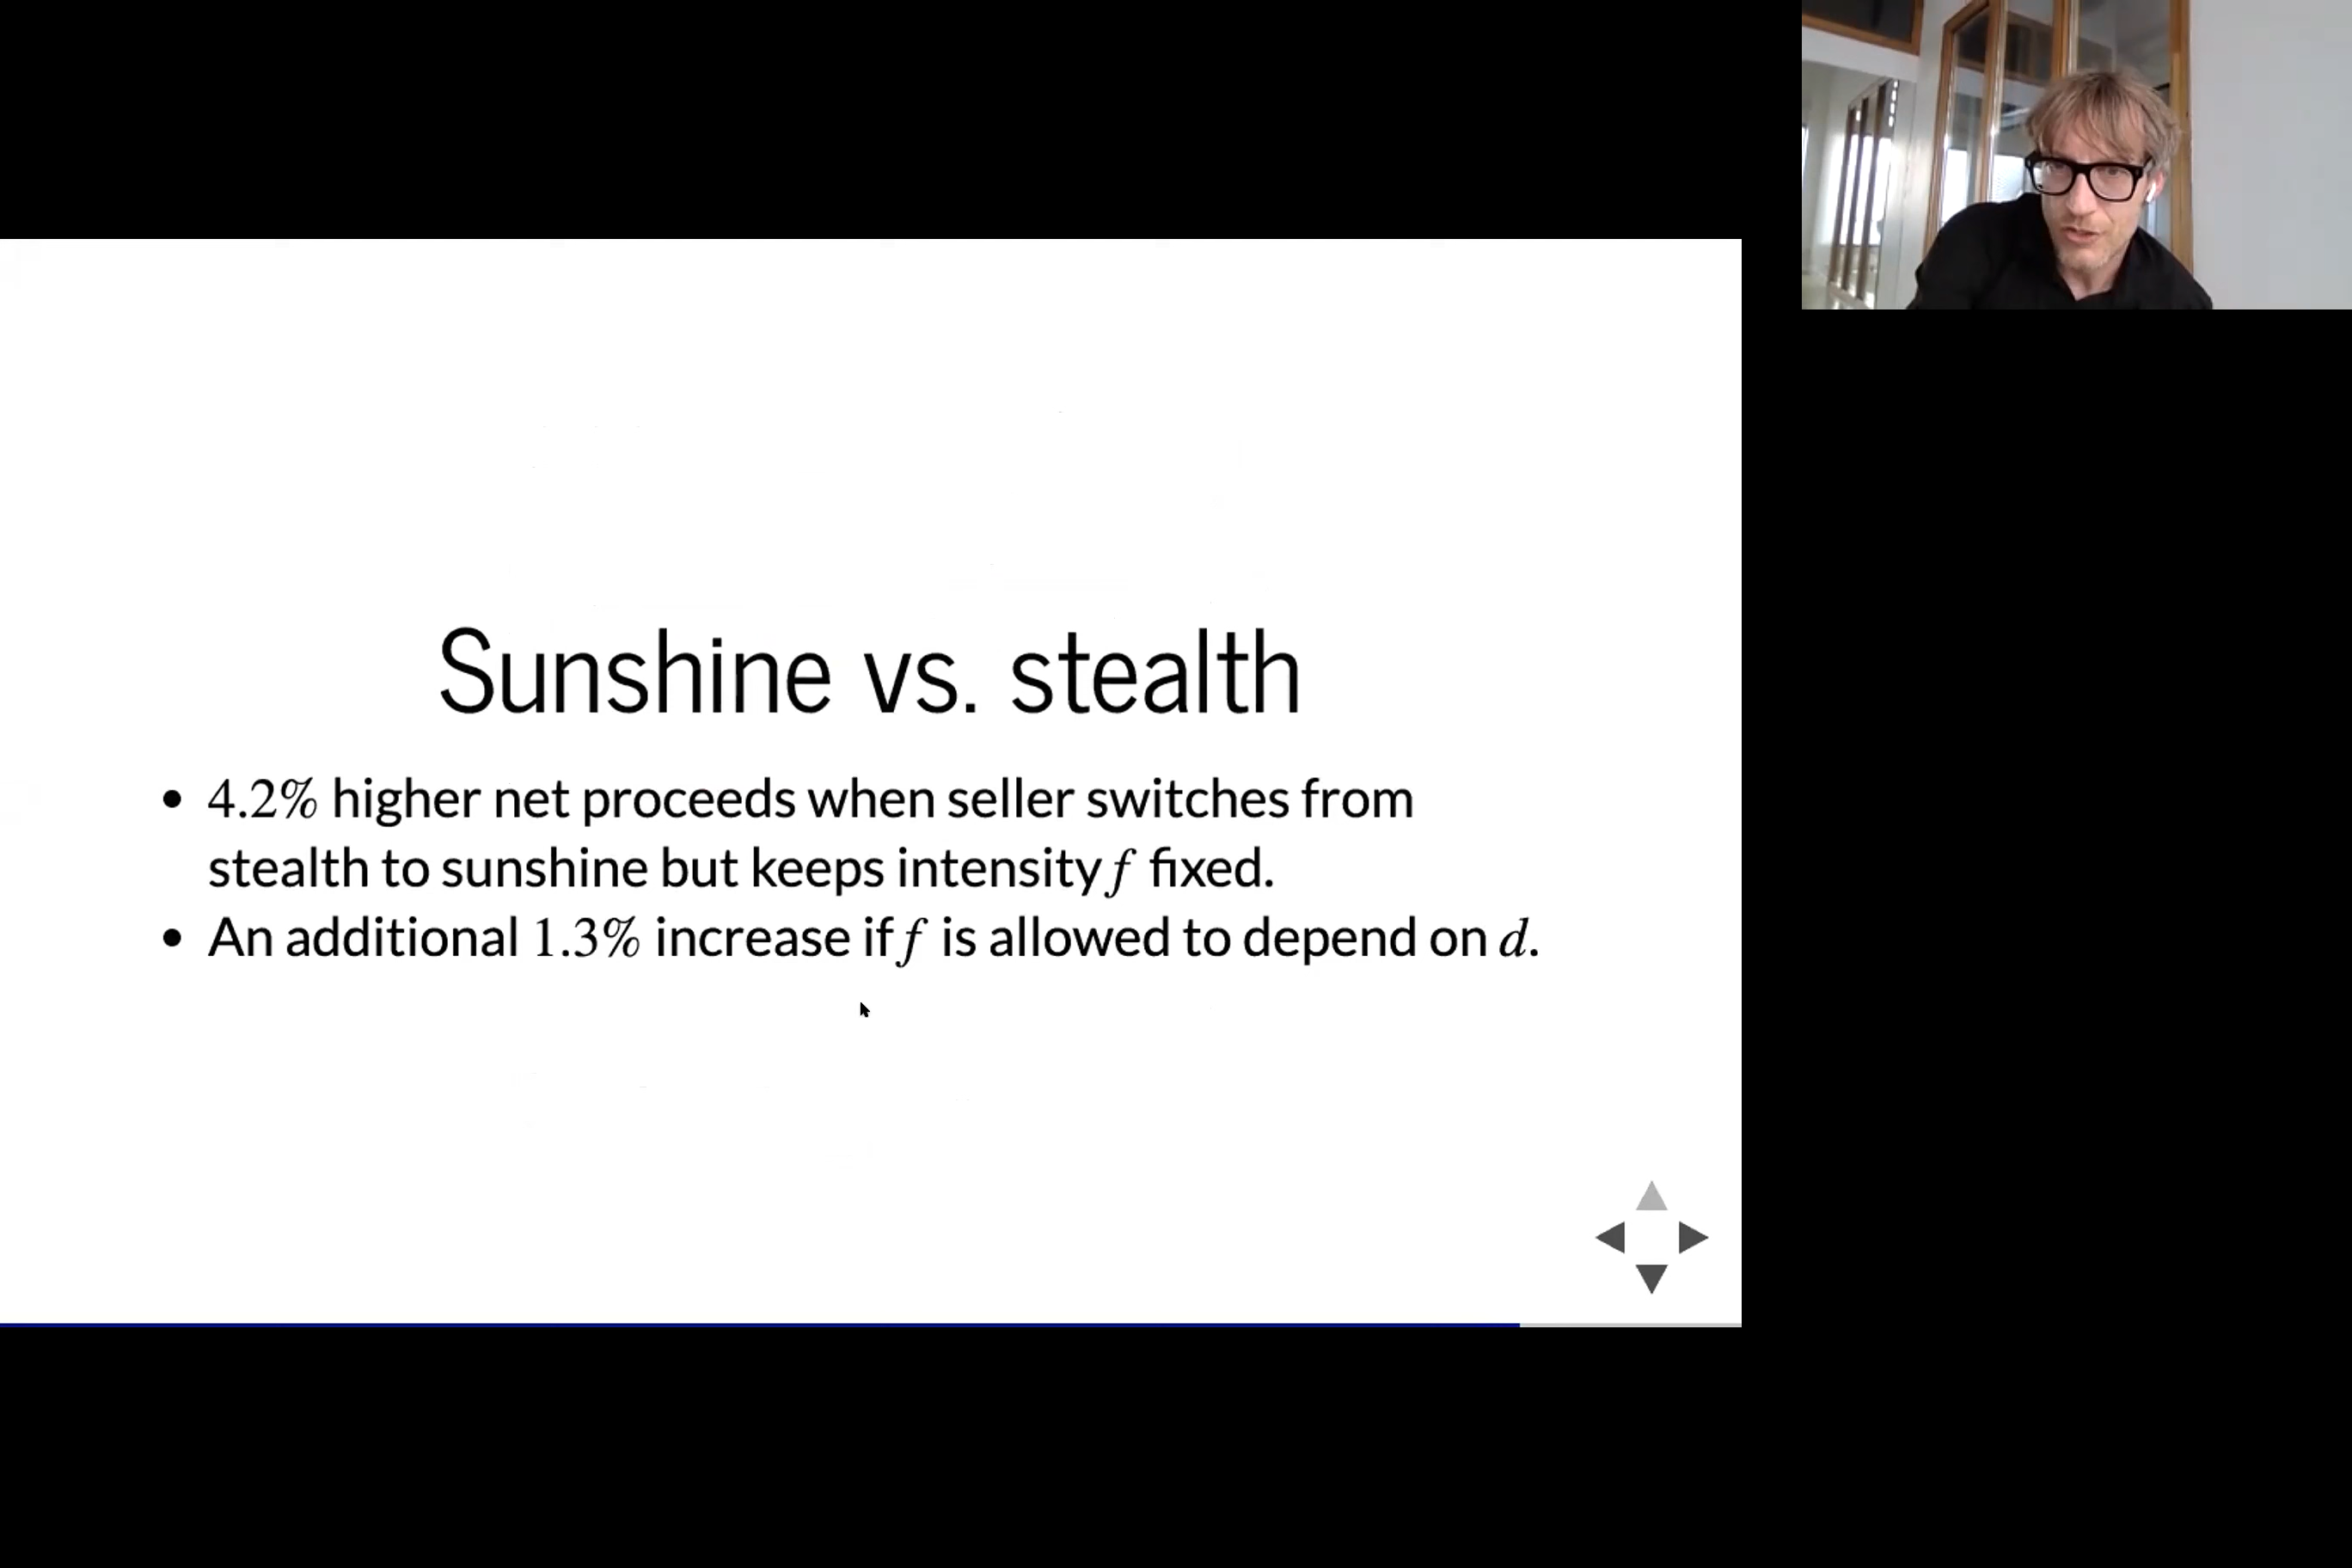 Sunshine vs. stealth
• 4.2% higher net proceeds when seller switches from
stealth to sunshine but keeps intensity f fixed.
• An additional 1.3% increase if f is allowed to depend on d.